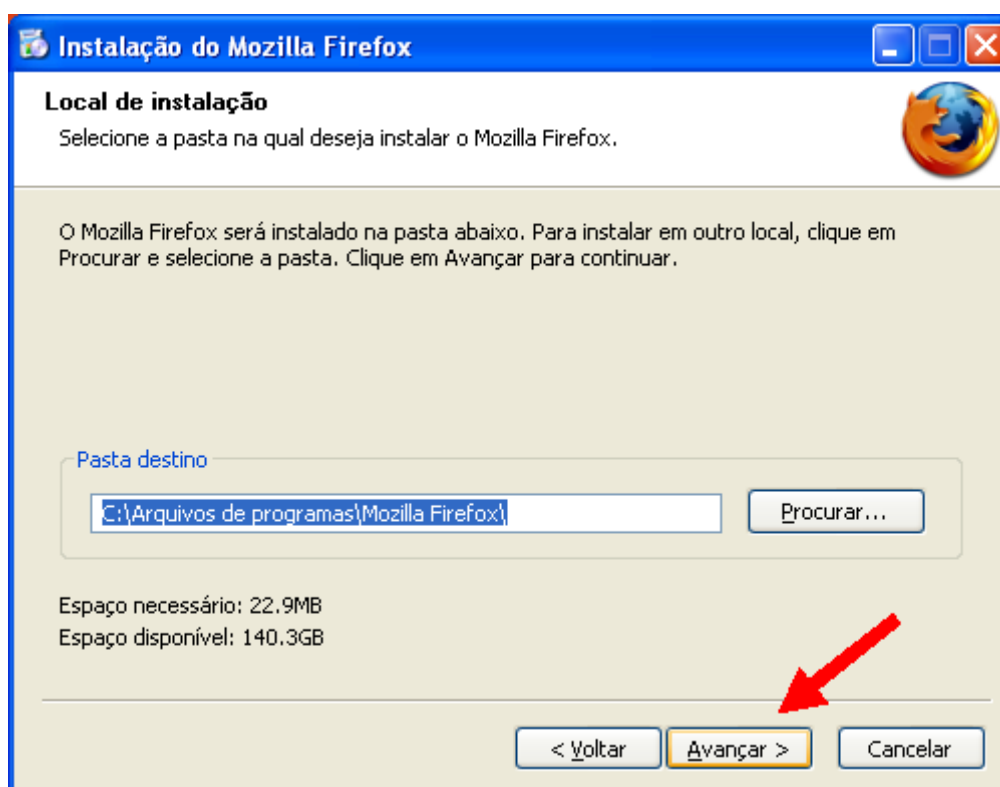 Instalação do Mozilla Firefox
Local de instalação
Selecione a pasta na qual deseja instalar o Mozilla Firefox.
O Mozilla Firefox será instalado na pasta abaixo. Para instalar em outro local, clique em
Procurar e selecione a pasta. Clique em Avançar para continuar.
Pasta destino
C:\Arquivos de programas\Mozilla Firefox\
Procurar...
Espaço necessário: 22.9MB
Espaço disponível: 140.3GB
< Voltar Avançar > Cancelar